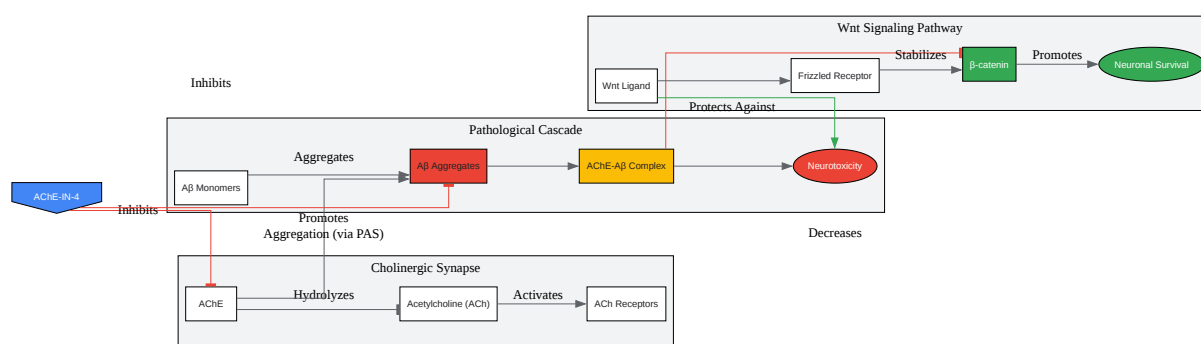 Wnt Signaling Pathway
Stabilizes
Promotes
β-catenin
Neuronal Survival
Frizzled Receptor
Wnt Ligand
Inhibits
Protects Against
Pathological Cascade
Aggregates
Aβ Aggregates
AChE-Aβ Complex
Neurotoxicity
Aβ Monomers
AChE-IN-4
Inhibits
Promotes
Aggregation (via PAS)
Decreases
Cholinergic Synapse
Hydrolyzes
Activates
AChE
Acetylcholine (ACh)
ACh Receptors